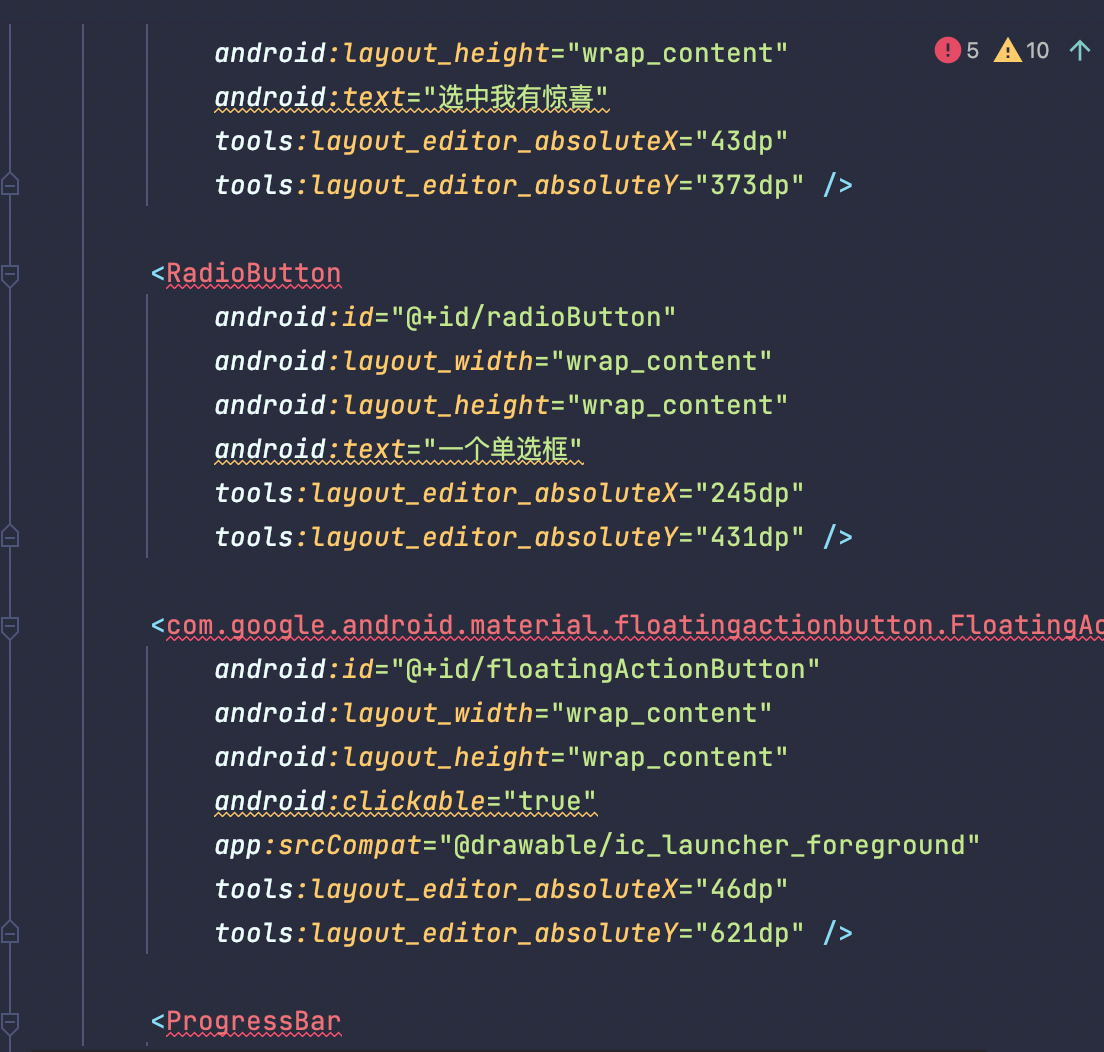 android:layout_height="wrap_content"
5 10
android:text="选中我有惊喜"
tools:layout_editor_absoluteX="43dp"
tools:layout_editor_absoluteY="373dp" />
<RadioButton
android:id="@+id/radioButton"
android:layout_width="wrap_content"
android:layout_height="wrap_content"
android:text="一个单选框"
tools:layout_editor_absoluteX="245dp"
tools:layout_editor_absoluteY="431dp" />
<com.google.android.material.floatingactionbutton.FloatingAc
android:id="@+id/floatingActionButton"
android:layout_width="wrap_content"
android:layout_height="wrap_content"
android:clickable="true"
app:srcCompat="@drawable/ic_launcher_foreground"
tools:layout_editor_absoluteX="46dp"
tools:layout_editor_absoluteY="621dp" />
<ProgressBar